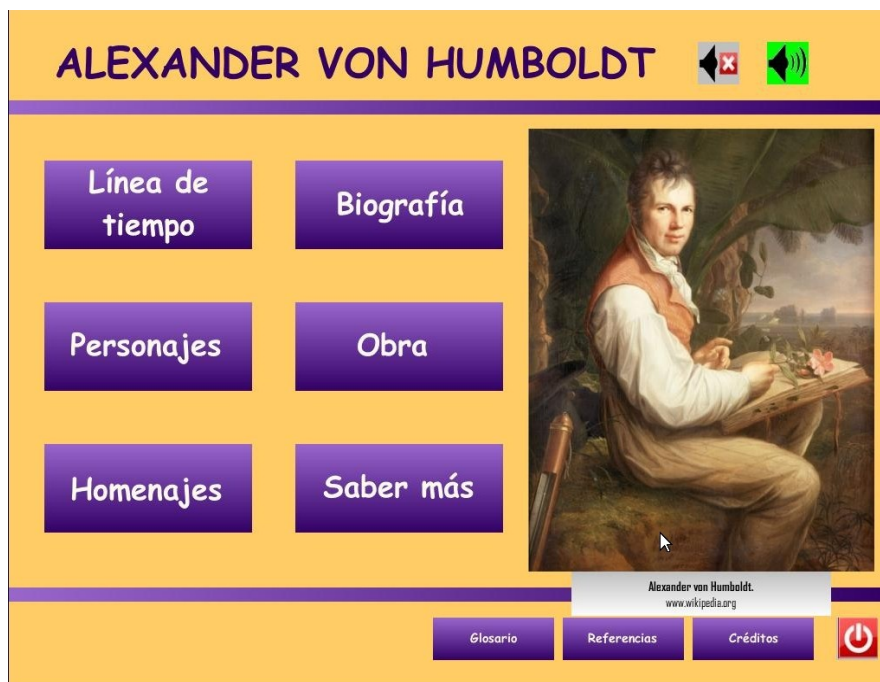 ALEXANDER VON HUMBOLDT
Línea de
tiempo
Biografía
Personajes
Obra
Homenajes
Saber más
Alexander von Humboldt.
www.wikipedia.org
Glosario
Referencias
Créditos